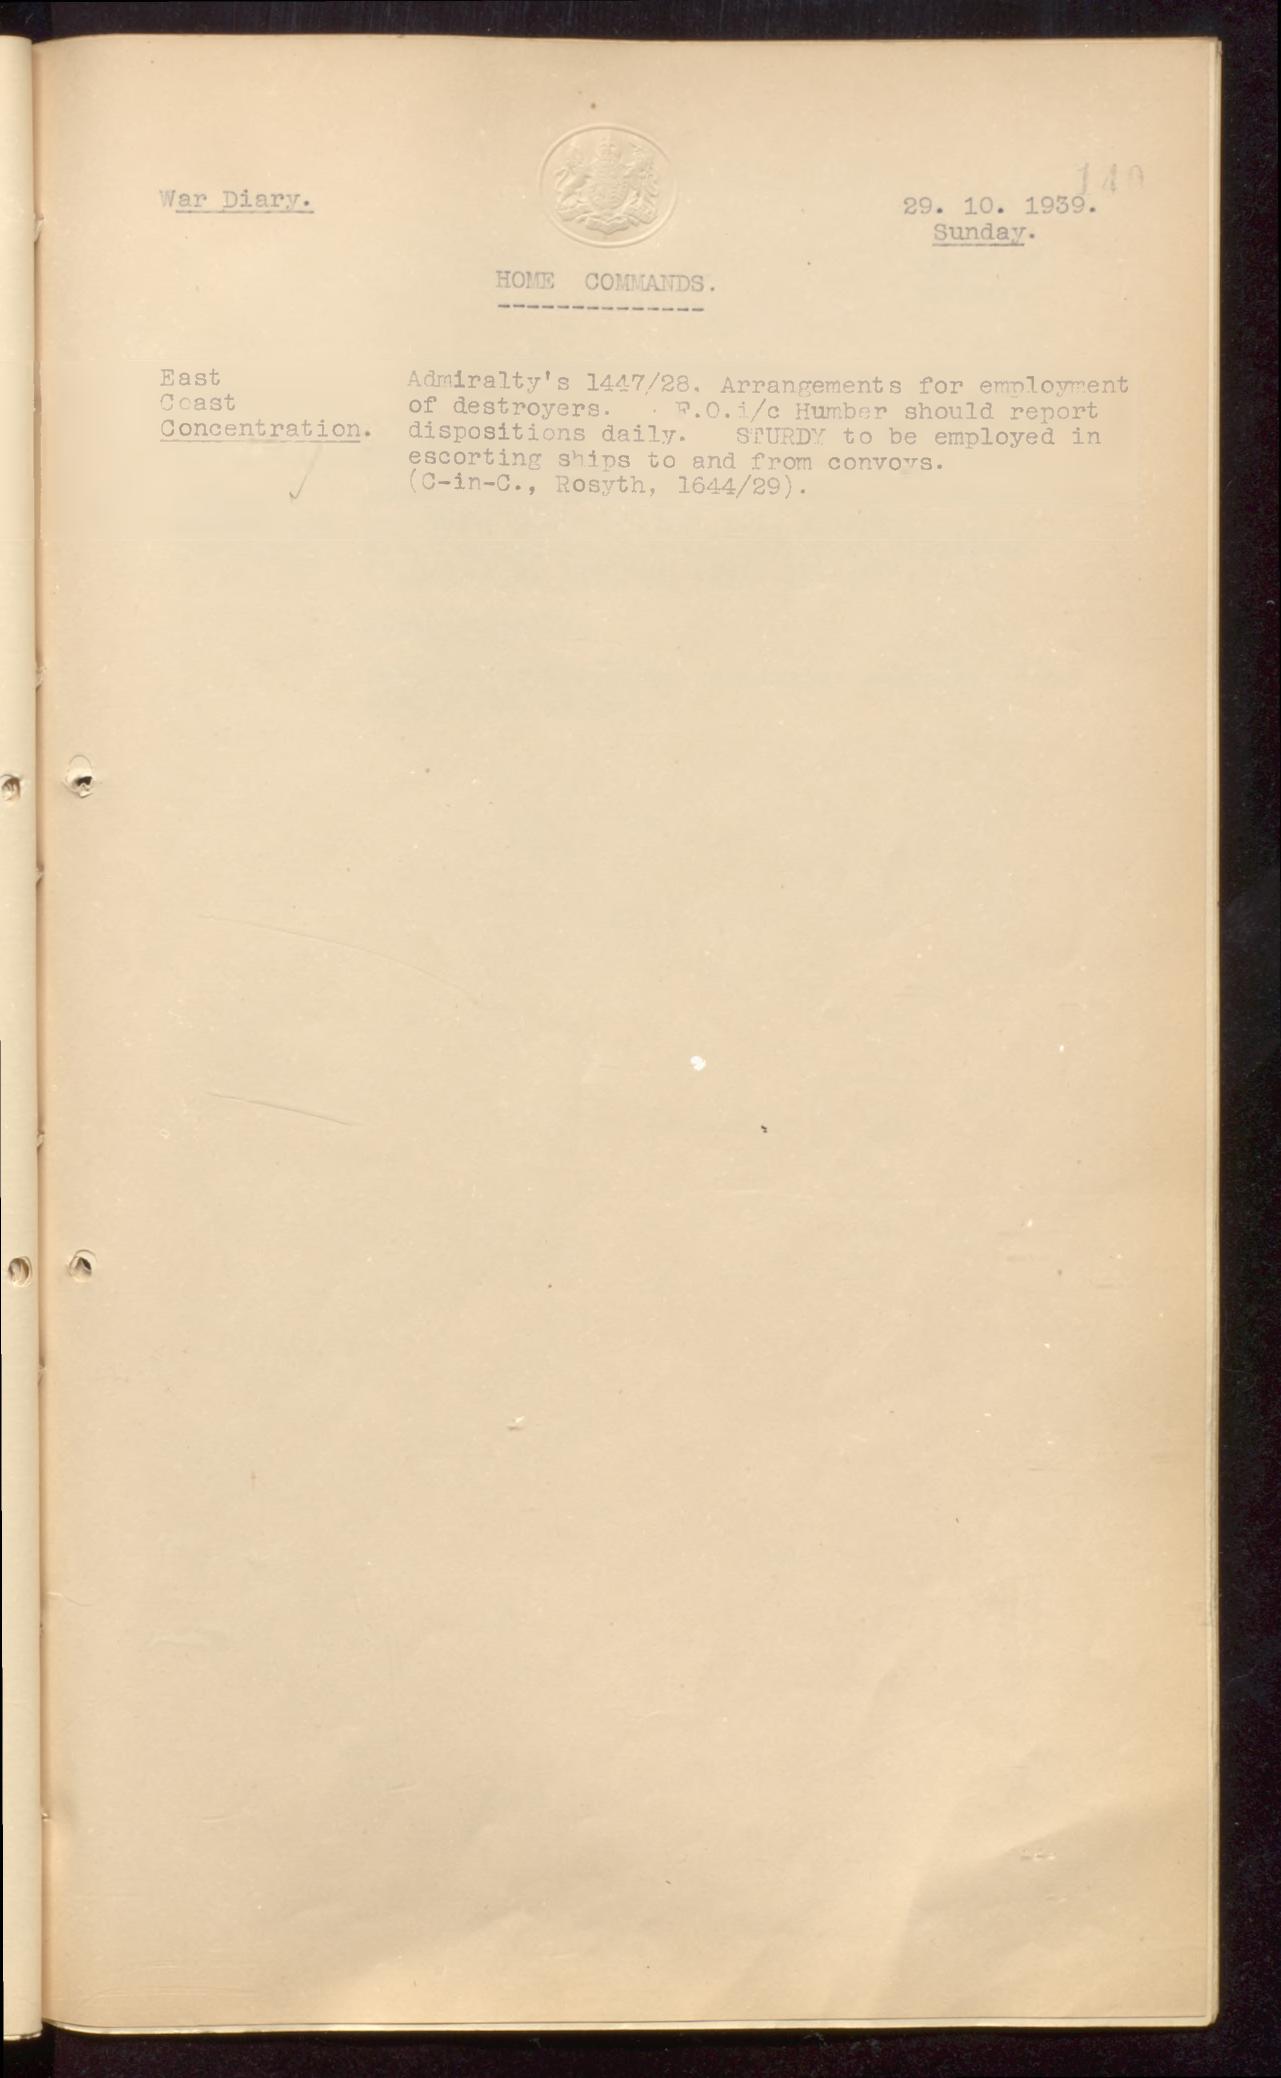 140
War Diary.
29. 10. 1939.
Sunday.
HOME COMMANDS.
East
Coast
Concentration.
Admiralty's 1447/28. Arrangements for employment
of destroyers. F.O.i/c Humber should report
dispositions daily. STURDY to be employed in
escorting ships to and from convoys.
(C-in-C., Rosyth, 1644/29).